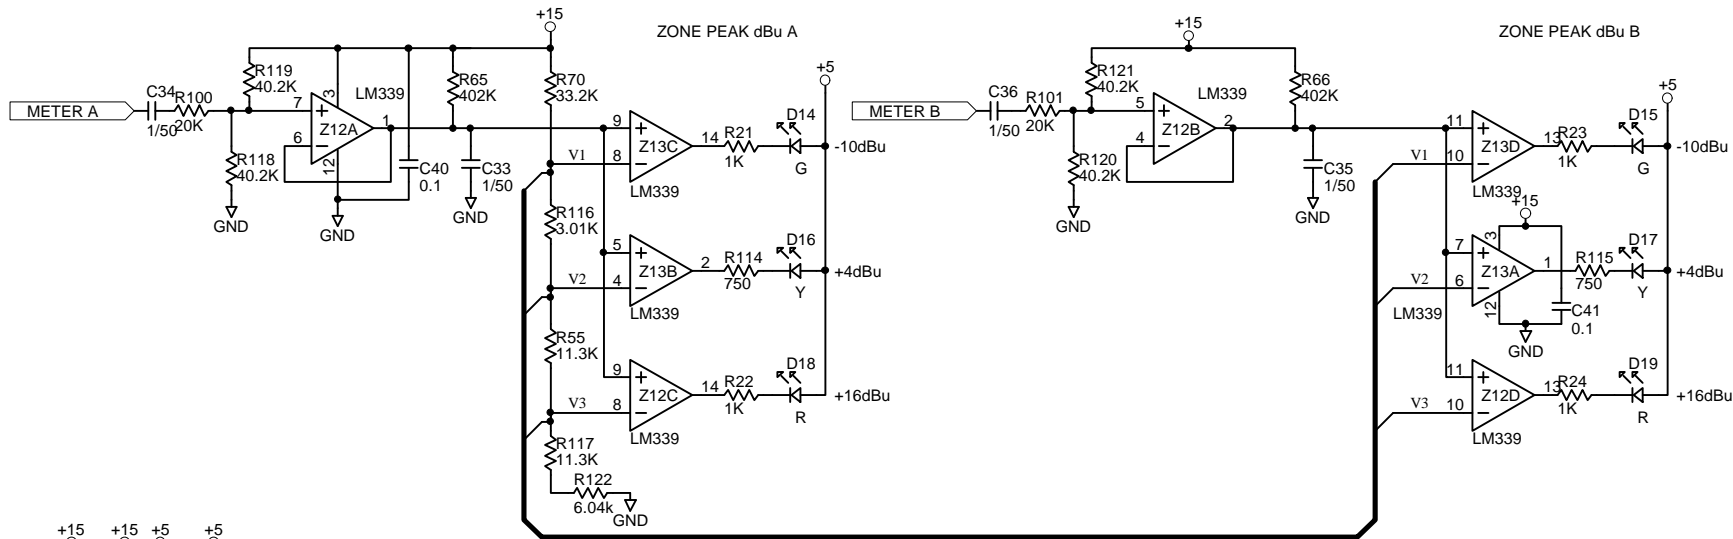 +15
ZONE PEAK dBu A
+15
ZONE PEAK dBu B
R119
40.2K
R65
402K
R70
33.2K
+5
R121
40.2K
R66
402K
+5
METER A
C34
1/50
R100
20K
7
6
3
12
1
Z12A
LM339
R118
40.2K
GND
GND
C40
0.1
C33
1/50
GND
V1
9
8
Z13C
LM339
14
R21
1K
D14
G
-10dBu
R116
3.01K
V2
5
4
Z13B
LM339
2
R114
750
D16
Y
+4dBu
R55
11.3K
V3
9
8
Z12C
LM339
14
R22
1K
D18
R
+16dBu
R117
11.3K
R122
6.04k
GND
METER B
C36
1/50
R101
20K
5
4
2
Z12B
LM339
R120
40.2K
GND
C35
1/50
GND
V1
11
10
Z13D
LM339
13
R23
1K
D15
G
-10dBu
+15
V2
7
6
3
12
1
Z13A
LM339
R115
750
D17
Y
+4dBu
C41
0.1
GND
V3
11
10
Z12D
LM339
13
R24
1K
D19
R
+16dBu
+15
+15
+5
+5